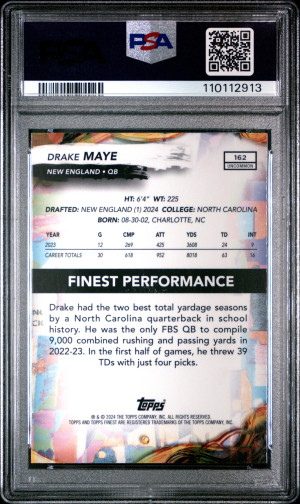 PSA
110112913
DRAKE MAYE
NEW ENGLAND • QB
162
UNCOMMON
HT: 6'4" WT: 225
DRAFTED: NEW ENGLAND (1) 2024 COLLEGE: NORTH CAROLINA
BORN: 08-30-02, CHARLOTTE, NC
YEAR G CMP ATT YDS TD INT
2023 12 269 425 3608 24 9
CAREER TOTALS 30 618 952 8018 63 16
FINEST PERFORMANCE
Drake had the two best total yardage seasons
by a North Carolina quarterback in school
history. He was the only FBS QB to compile
9,000 combined rushing and passing yards in
2022-23. In the first half of games, he threw 39
TDs with just four picks.
Topps
® & © 2024 THE TOPPS COMPANY, INC. ALL RIGHTS RESERVED.
TOPPS AND TOPPS FINEST ARE REGISTERED TRADEMARKS OF THE TOPPS COMPANY, INC.